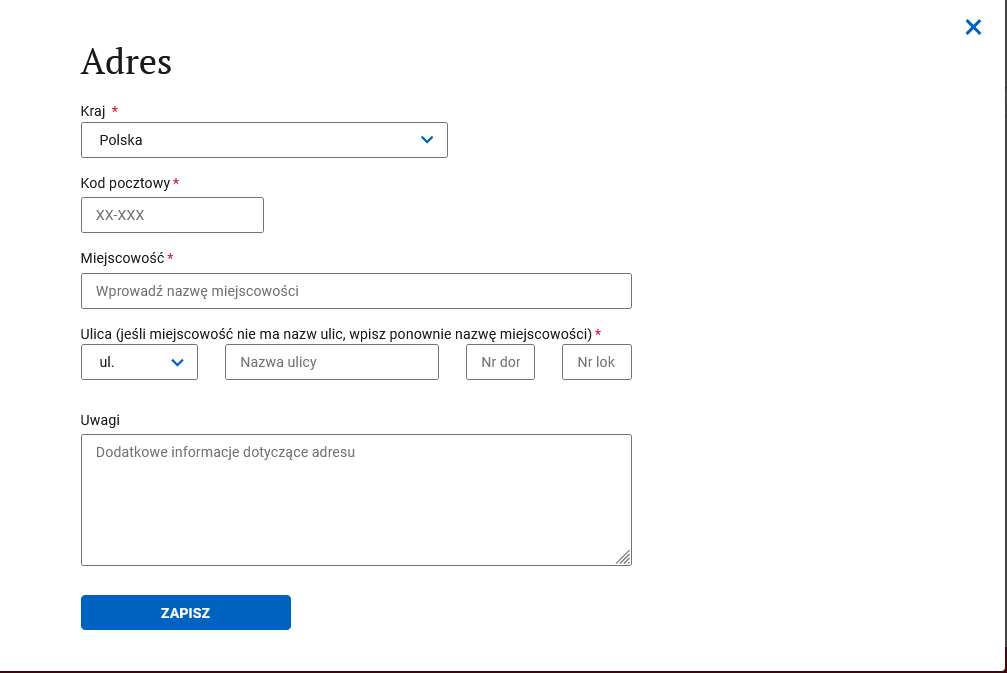 Adres
Kraj *
Polska
Kod pocztowy *
XX-XXX
Miejscowość *
Wprowadź nazwę miejscowości
Ulica (jeśli miejscowość nie ma nazw ulic, wpisz ponownie nazwę miejscowości) *
ul. Nazwa ulicy Nr dor Nr lok
Uwagi
Dodatkowe informacje dotyczące adresu
ZAPISZ